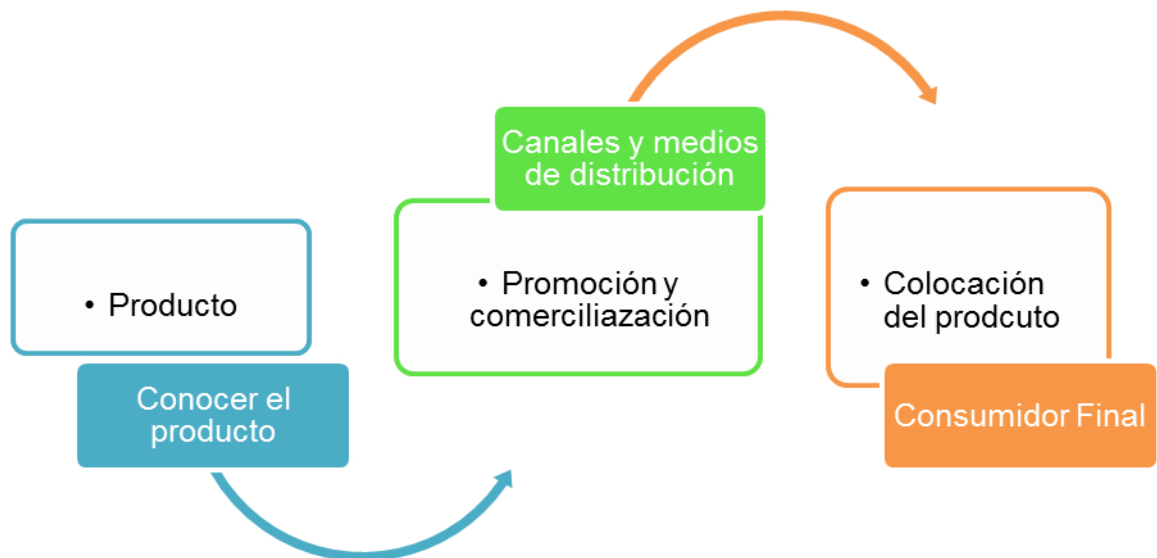 • Producto
Conocer el
producto
Canales y medios
de distribución
• Promoción y
comerciliazación
• Colocación
del prodcuto
Consumidor Final